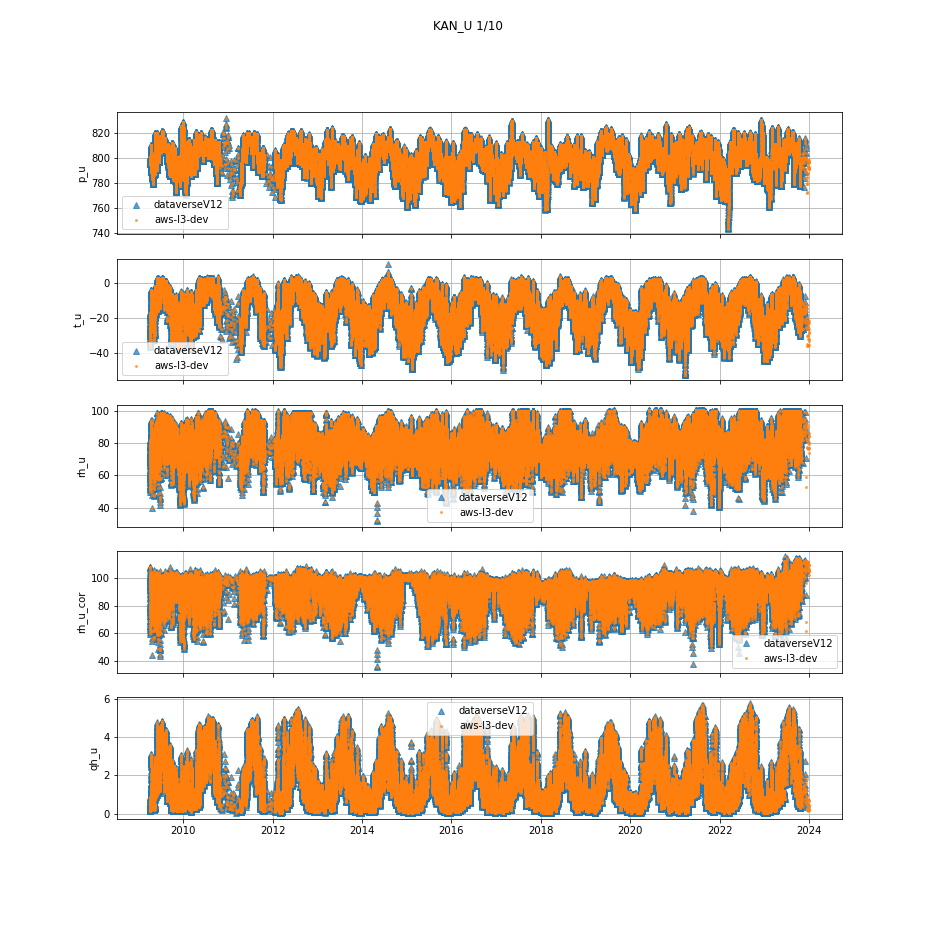 KAN_U 1/10
820
800
780
760
740
p_u
dataverseV12
aws-l3-dev
0
−20
−40
t_u
dataverseV12
aws-l3-dev
100
80
60
40
rh_u
dataverseV12
aws-l3-dev
100
80
60
40
rh_u_cor
dataverseV12
aws-l3-dev
6
4
2
0
qh_u
dataverseV12
aws-l3-dev
2010 2012 2014 2016 2018 2020 2022 2024